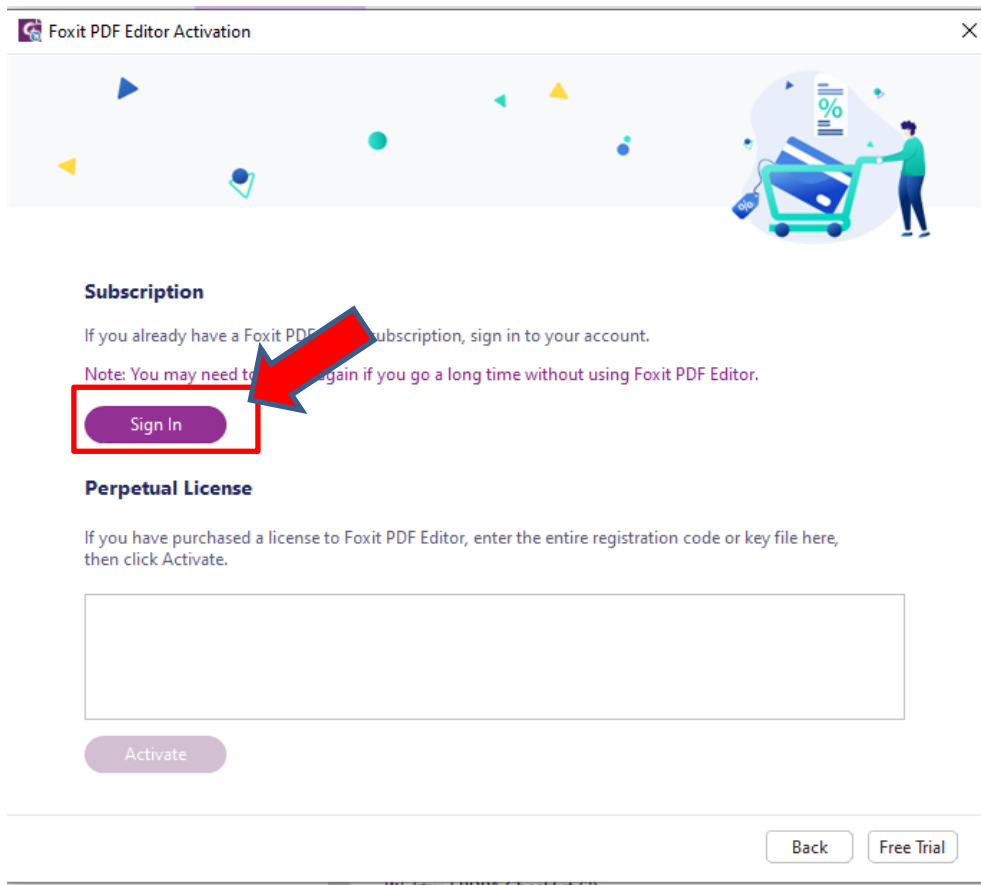 Foxit PDF Editor Activation
%
%
Subscription
If you already have a Foxit subscription, sign in to your account.
Note: You may need to again if you go a long time without using Foxit PDF Editor.
Sign In
Perpetual License
If you have purchased a license to Foxit PDF Editor, enter the entire registration code or key file here,
then click Activate.
Activate
Back
Free Trial